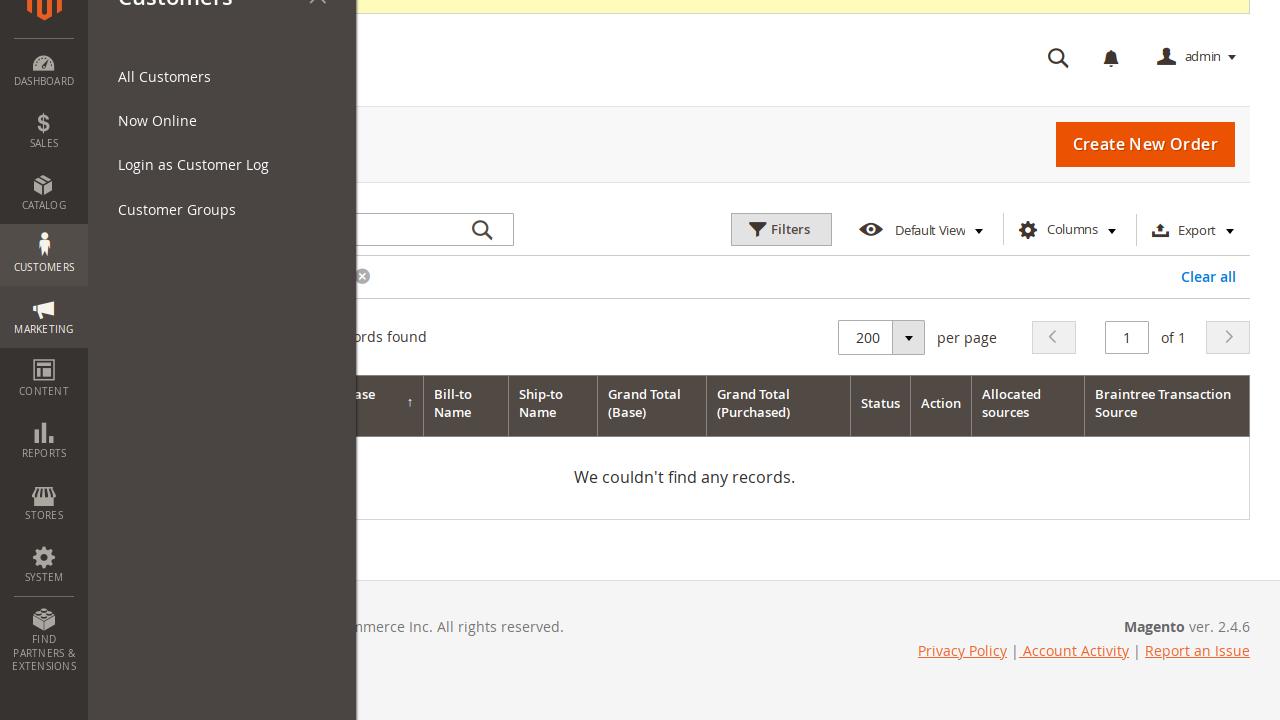 Customers
DASHBOARD
SALES
CATALOG
CUSTOMERS
MARKETING
CONTENT
REPORTS
STORES
SYSTEM
FIND
PARTNERS &
EXTENSIONS
All Customers
Now Online
Login as Customer Log
Customer Groups
admin
Create New Order
Filters
Default View
Columns
Export
Clear all
ords found
200
per page
1
of 1
ase ↑
Bill-to
Name
Ship-to
Name
Grand Total
(Base)
Grand Total
(Purchased)
Status
Action
Allocated
sources
Braintree Transaction
Source
We couldn't find any records.
mmerce Inc. All rights reserved.
Magento ver. 2.4.6
Privacy Policy | Account Activity | Report an Issue